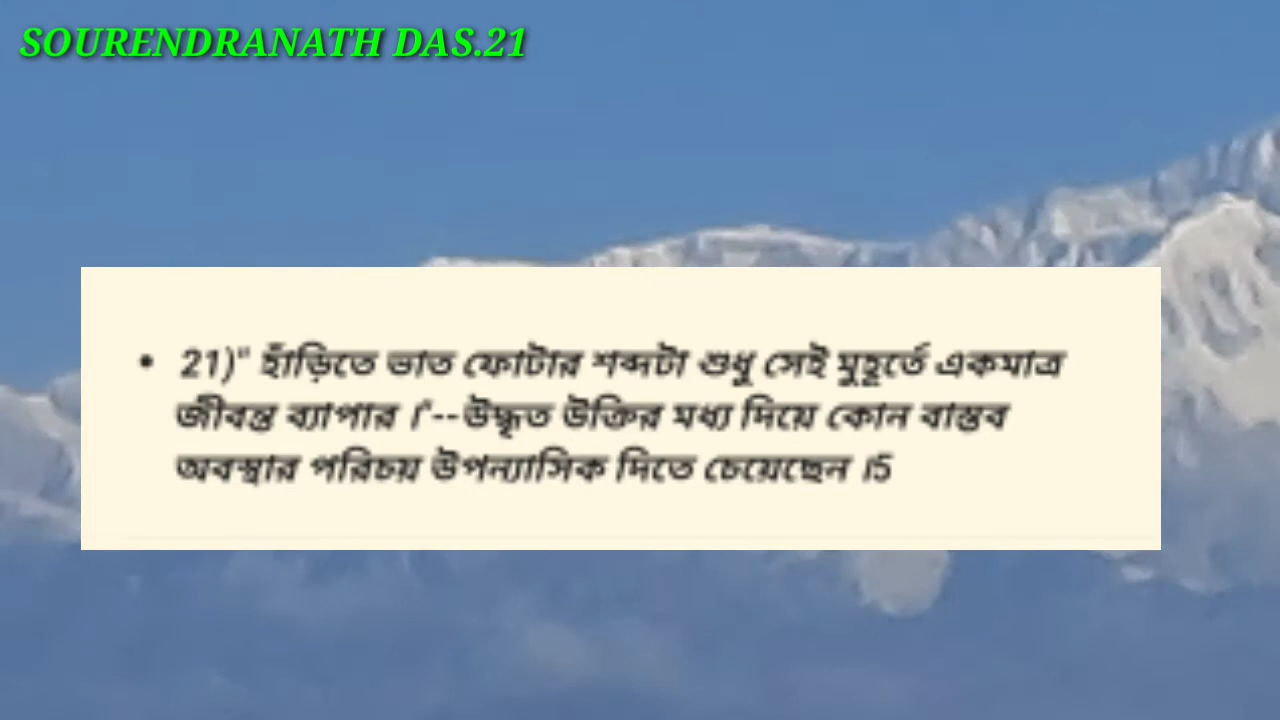 SOURENDRANATH DAS.21
• 21)" হাঁড়িতে ভাত ফোটার শব্দটা শুধু সেই মুহূর্তে একমাত্র
জীবন্ত ব্যাপার ।"--উদ্ধৃত উক্তির মধ্য দিয়ে কোন বাস্তব
অবস্থার পরিচয় উপন্যাসিক দিতে চেয়েছেন ।5